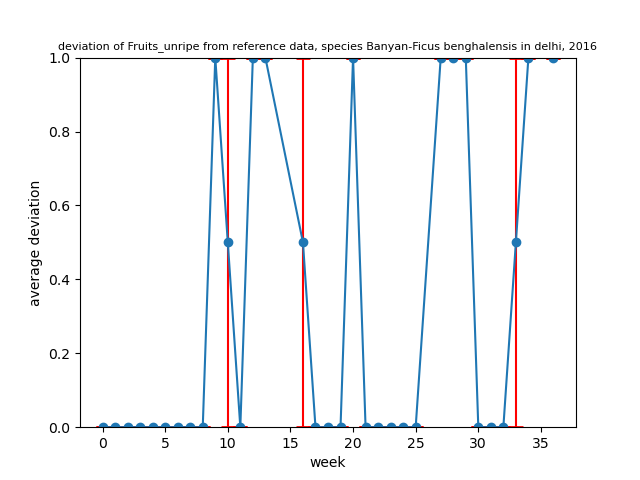 deviation of Fruits_unripe from reference data, species Banyan-Ficus benghalensis in delhi, 2016
1.0
0.8
0.6
0.4
0.2
0.0
average deviation
0 5 10 15 20 25 30 35
week